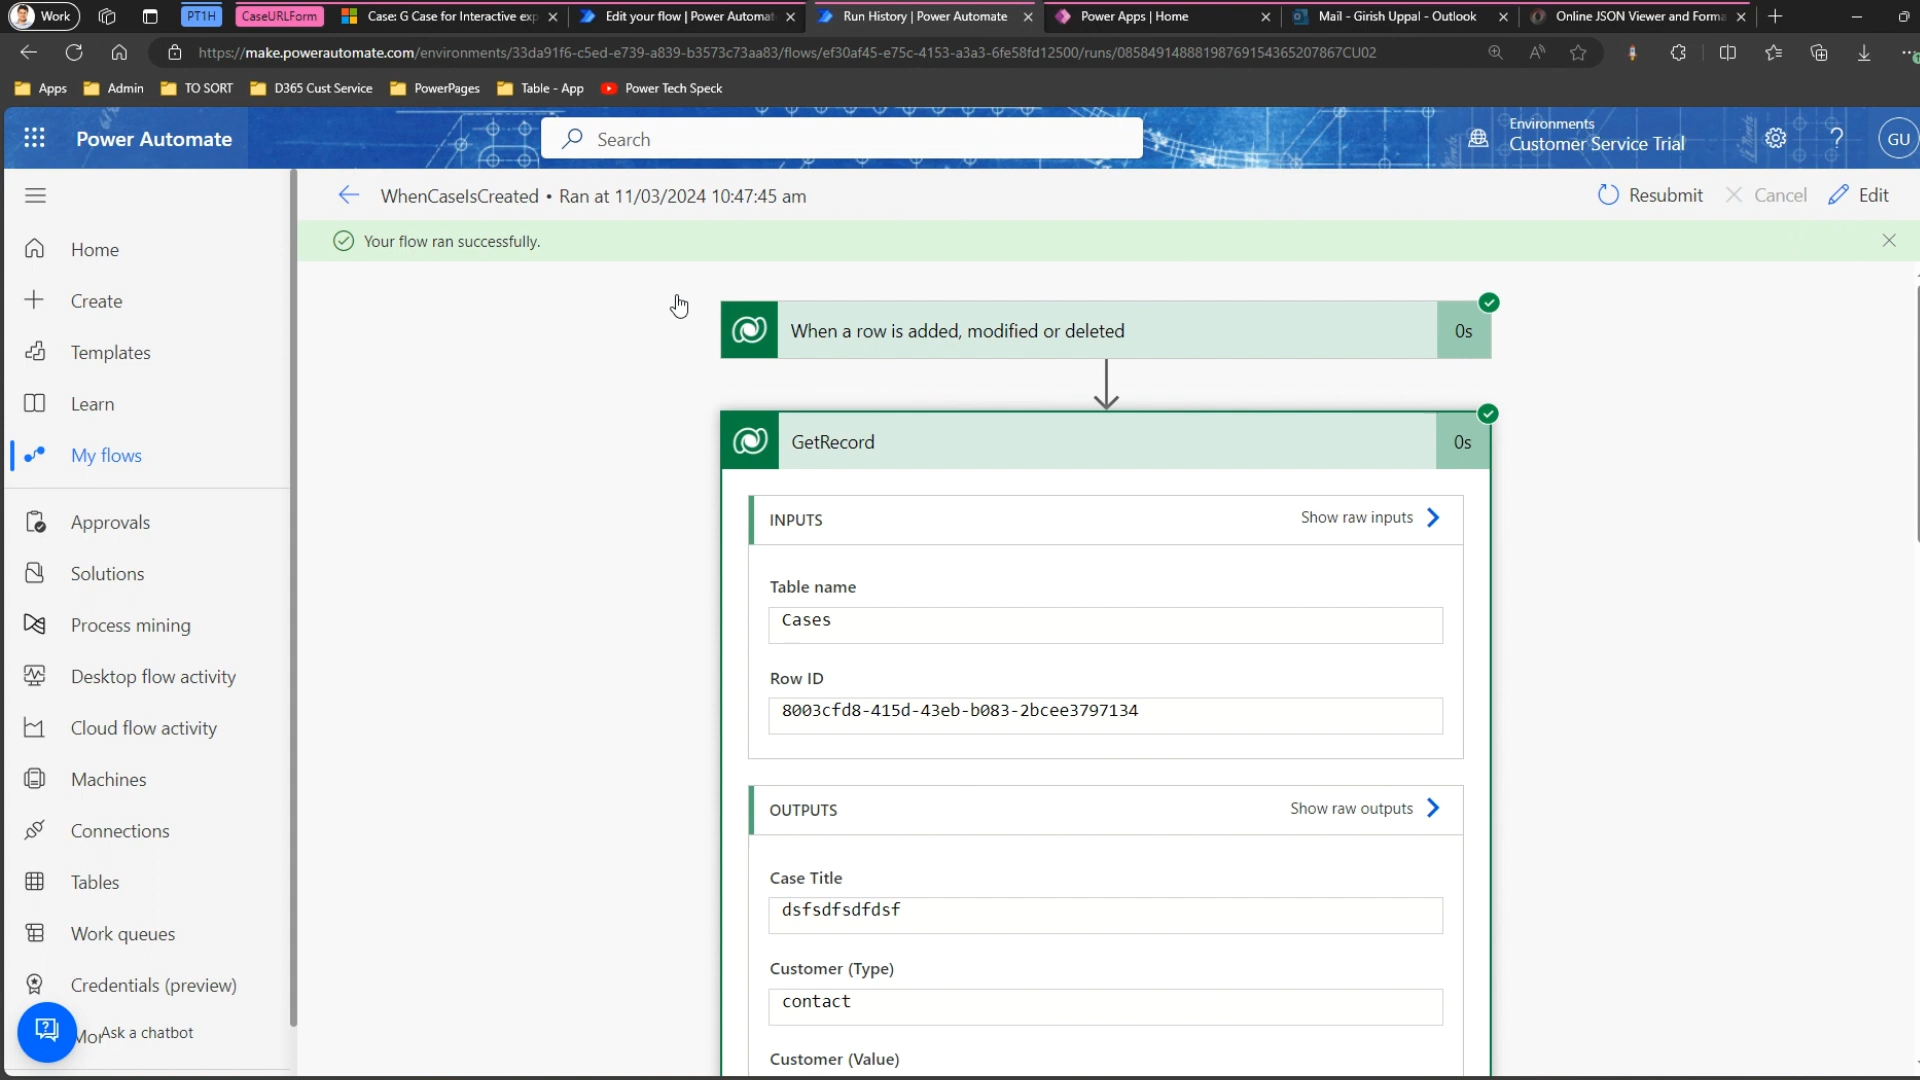 Work
PT1H
CaseURLForm
Case: G Case for Interactive exp
Edit your flow | Power Automat
Run History | Power Automate
Power Apps | Home
Mail - Girish Uppal - Outlook
Online JSON Viewer and Forma
https://make.powerautomate.com/environments/33da91f6-c5ed-e739-a839-b3573c73aa83/flows/ef30af45-e75c-4153-a3a3-6fe58fd12500/runs/08584914888198769154365207867CU02
Apps
Admin
TO SORT
D365 Cust Service
PowerPages
Table - App
Power Tech Speck
Power Automate
Search
Environments
Customer Service Trial
GU
WhenCaseIsCreated • Ran at 11/03/2024 10:47:45 am
Resubmit
Cancel
Edit
Your flow ran successfully.
Home
Create
Templates
Learn
My flows
Approvals
Solutions
Process mining
Desktop flow activity
Cloud flow activity
Machines
Connections
Tables
Work queues
Credentials (preview)
Ask a chatbot
When a row is added, modified or deleted
0s
GetRecord
0s
INPUTS
Show raw inputs
Table name
Cases
Row ID
8003cfd8-415d-43eb-b083-2bcee3797134
OUTPUTS
Show raw outputs
Case Title
dsfsdfsdfdsf
Customer (Type)
contact
Customer (Value)